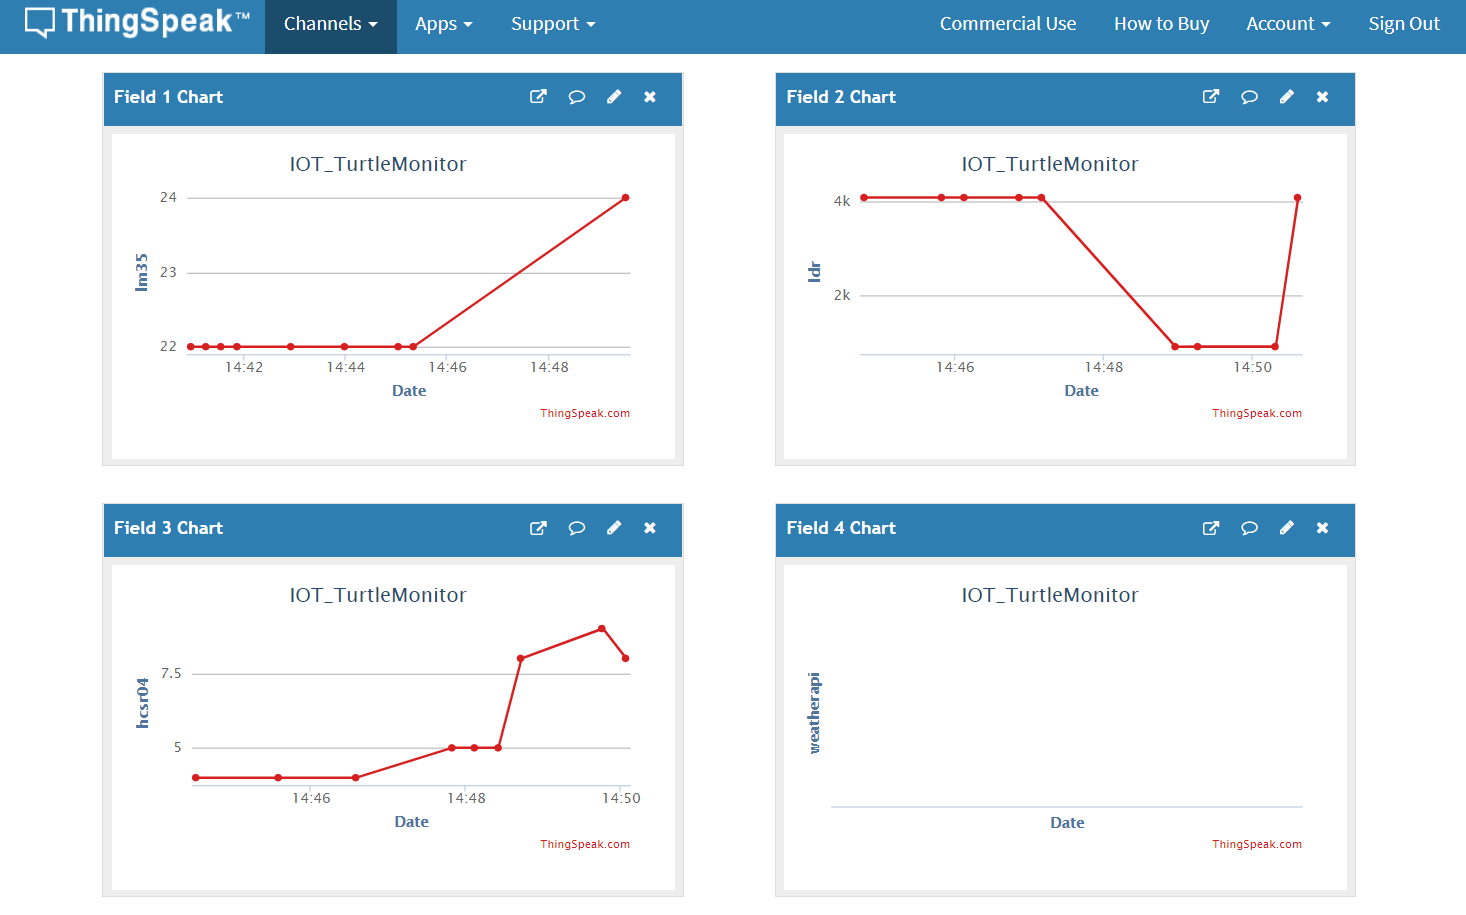 ThingSpeak™ Channels Apps Support Commercial Use How to Buy Account Sign Out
Field 1 Chart
IOT_TurtleMonitor
24
23
22
lm35
14:42 14:44 14:46 14:48
Date
ThingSpeak.com
Field 2 Chart
IOT_TurtleMonitor
4k
2k
ldr
14:46 14:48 14:50
Date
ThingSpeak.com
Field 3 Chart
IOT_TurtleMonitor
7.5
5
hcsr04
14:46 14:48 14:50
Date
ThingSpeak.com
Field 4 Chart
IOT_TurtleMonitor
weatherapi
Date
ThingSpeak.com